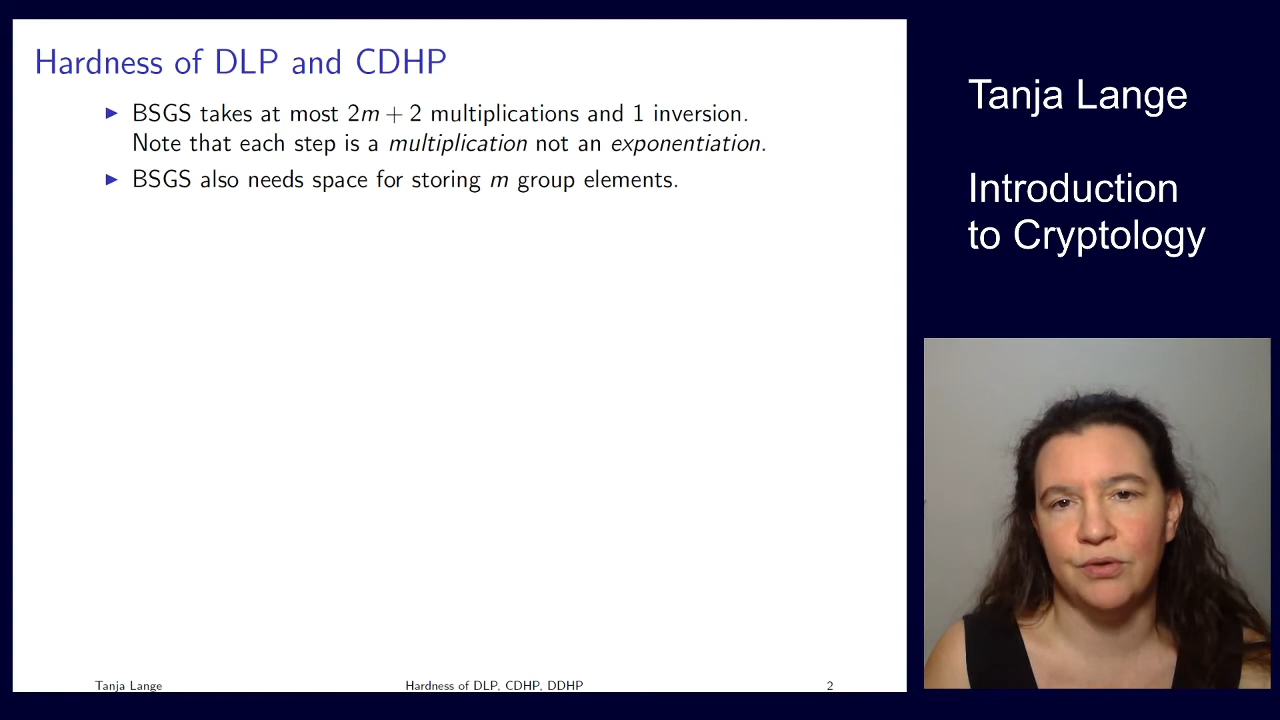 Hardness of DLP and CDHP
▶ BSGS takes at most 2m + 2 multiplications and 1 inversion.
Note that each step is a multiplication not an exponentiation.
▶ BSGS also needs space for storing m group elements.
Tanja Lange
Hardness of DLP, CDHP, DDHP
2
Tanja Lange
Introduction
to Cryptology